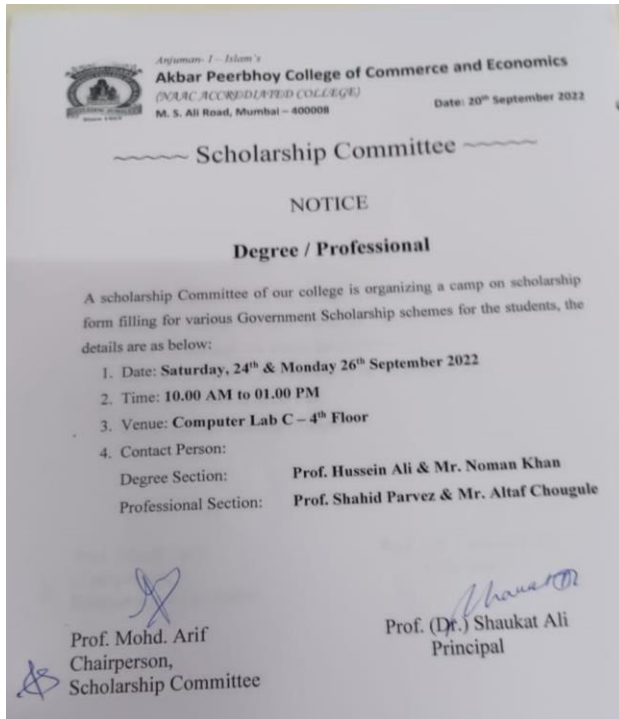 Anjuman- I - Islam's
Akbar Peerbhoy College of Commerce and Economics
(NAAC ACCREDIATED COLLEGE)
M. S. Ali Road, Mumbai – 400008
Date: 20th September 2022
Scholarship Committee
NOTICE
Degree / Professional
A scholarship Committee of our college is organizing a camp on scholarship
form filling for various Government Scholarship schemes for the students, the
details are as below:
1. Date: Saturday, 24th & Monday 26th September 2022
2. Time: 10.00 AM to 01.00 PM
3. Venue: Computer Lab C – 4th Floor
4. Contact Person:
Degree Section: Prof. Hussein Ali & Mr. Noman Khan
Professional Section: Prof. Shahid Parvez & Mr. Altaf Chougule
Prof. Mohd. Arif
Chairperson,
Scholarship Committee
Prof. (Dr.) Shaukat Ali
Principal